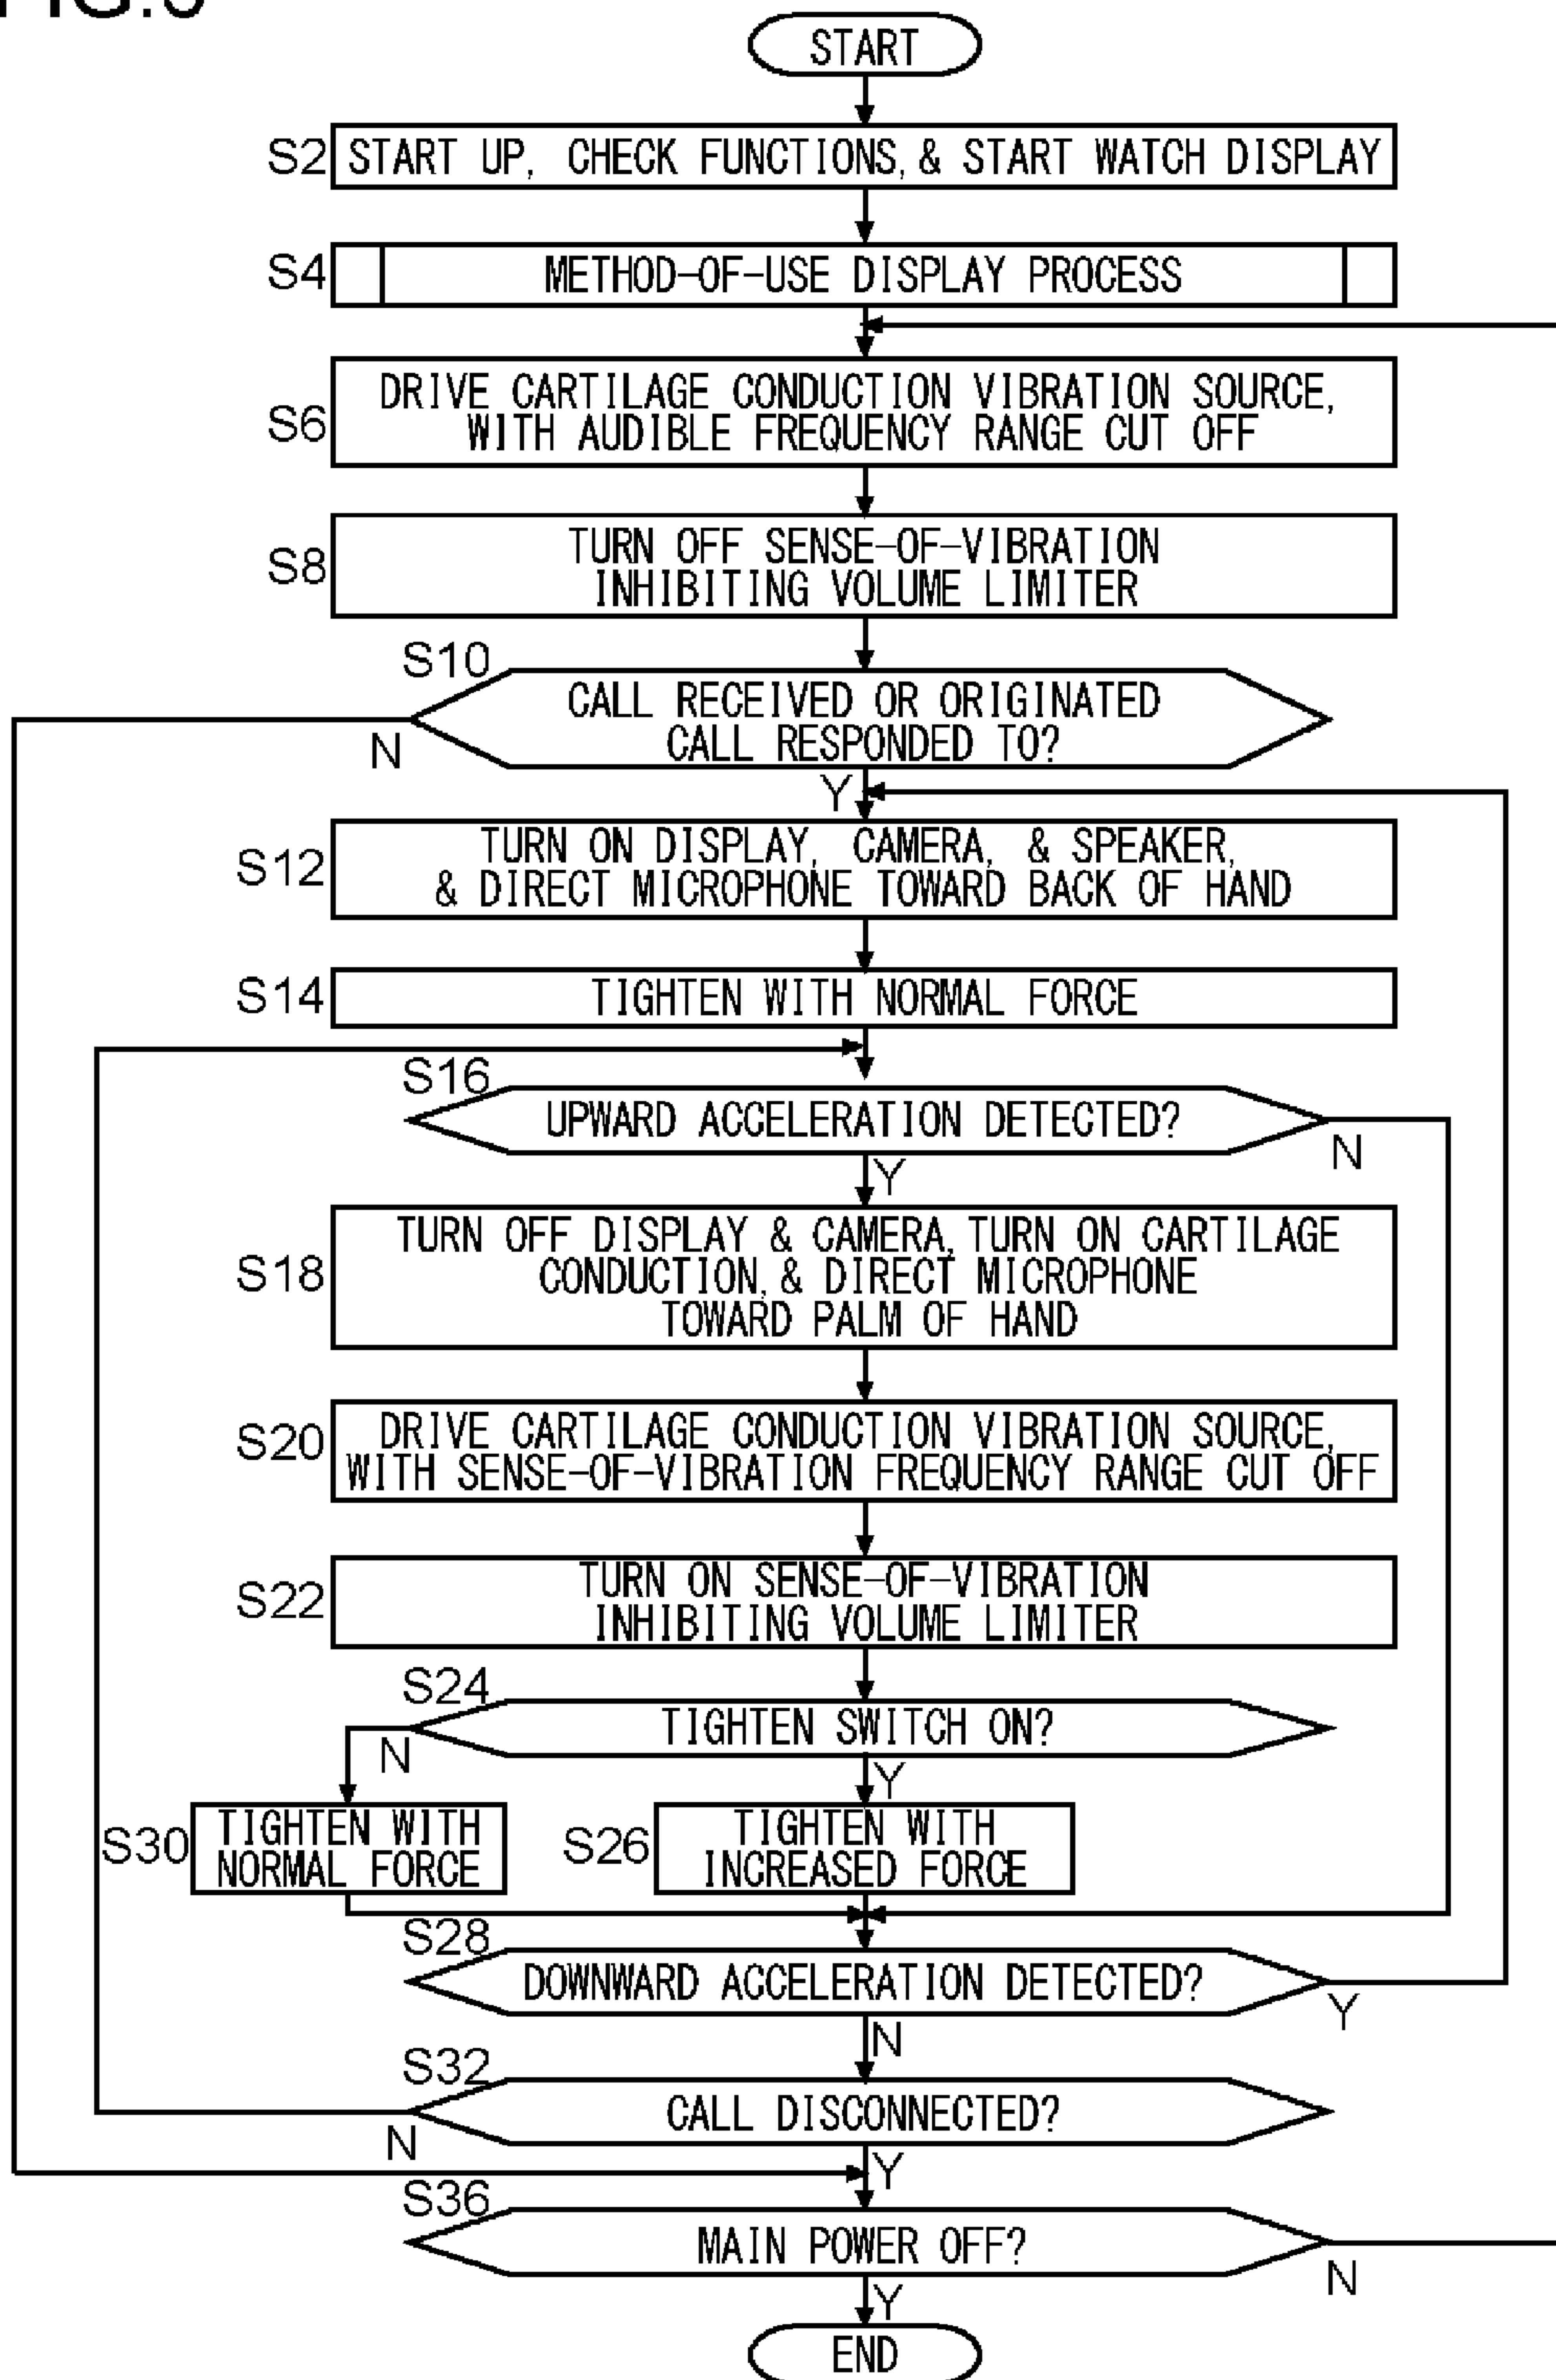 START
S2
START UP, CHECK FUNCTIONS, & START WATCH DISPLAY
S4
METHOD-OF-USE DISPLAY PROCESS
S6
DRIVE CARTILAGE CONDUCTION VIBRATION SOURCE,
WITH AUDIBLE FREQUENCY RANGE CUT OFF
S8
TURN OFF SENSE-OF-VIBRATION
INHIBITING VOLUME LIMITER
S10
CALL RECEIVED OR ORIGINATED
CALL RESPONDED TO?
N
Y
S12
TURN ON DISPLAY, CAMERA, & SPEAKER,
& DIRECT MICROPHONE TOWARD BACK OF HAND
S14
TIGHTEN WITH NORMAL FORCE
S16
UPWARD ACCELERATION DETECTED?
N
Y
S18
TURN OFF DISPLAY & CAMERA, TURN ON CARTILAGE
CONDUCTION, & DIRECT MICROPHONE
TOWARD PALM OF HAND
S20
DRIVE CARTILAGE CONDUCTION VIBRATION SOURCE,
WITH SENSE-OF-VIBRATION FREQUENCY RANGE CUT OFF
S22
TURN ON SENSE-OF-VIBRATION
INHIBITING VOLUME LIMITER
S24
TIGHTEN SWITCH ON?
N
Y
S30
TIGHTEN WITH
NORMAL FORCE
S26
TIGHTEN WITH
INCREASED FORCE
S28
DOWNWARD ACCELERATION DETECTED?
Y
N
S32
CALL DISCONNECTED?
N
Y
S36
MAIN POWER OFF?
N
Y
END